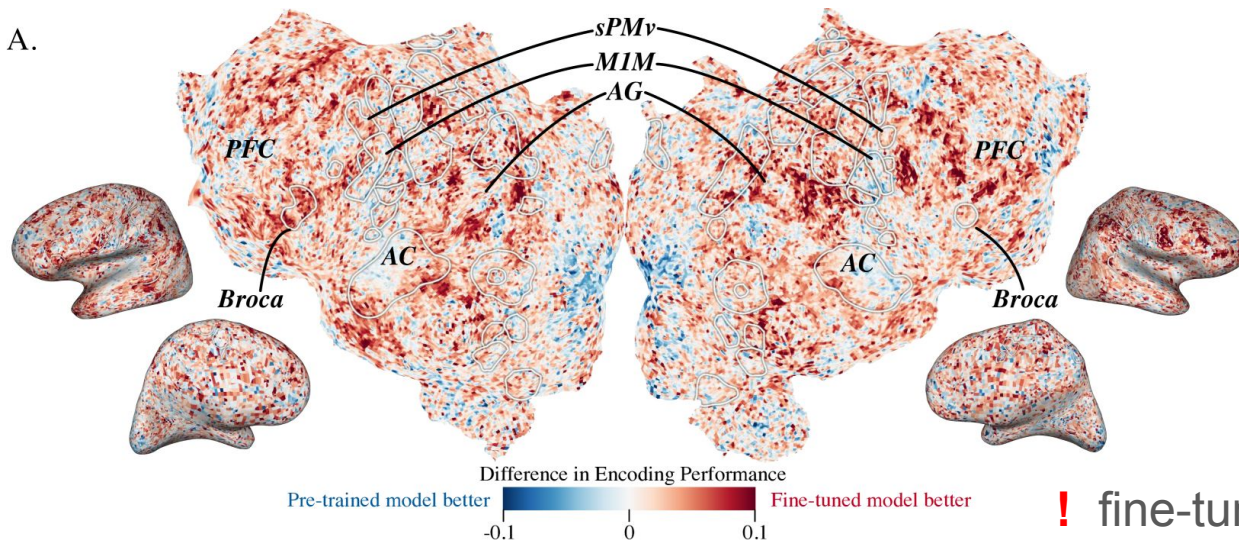 A.
sPMv
M1M
AG
PFC
PFC
AC
AC
Broca
Broca
Difference in Encoding Performance
Pre-trained model better
Fine-tuned model better
-0.1
0
0.1
! fine-tur